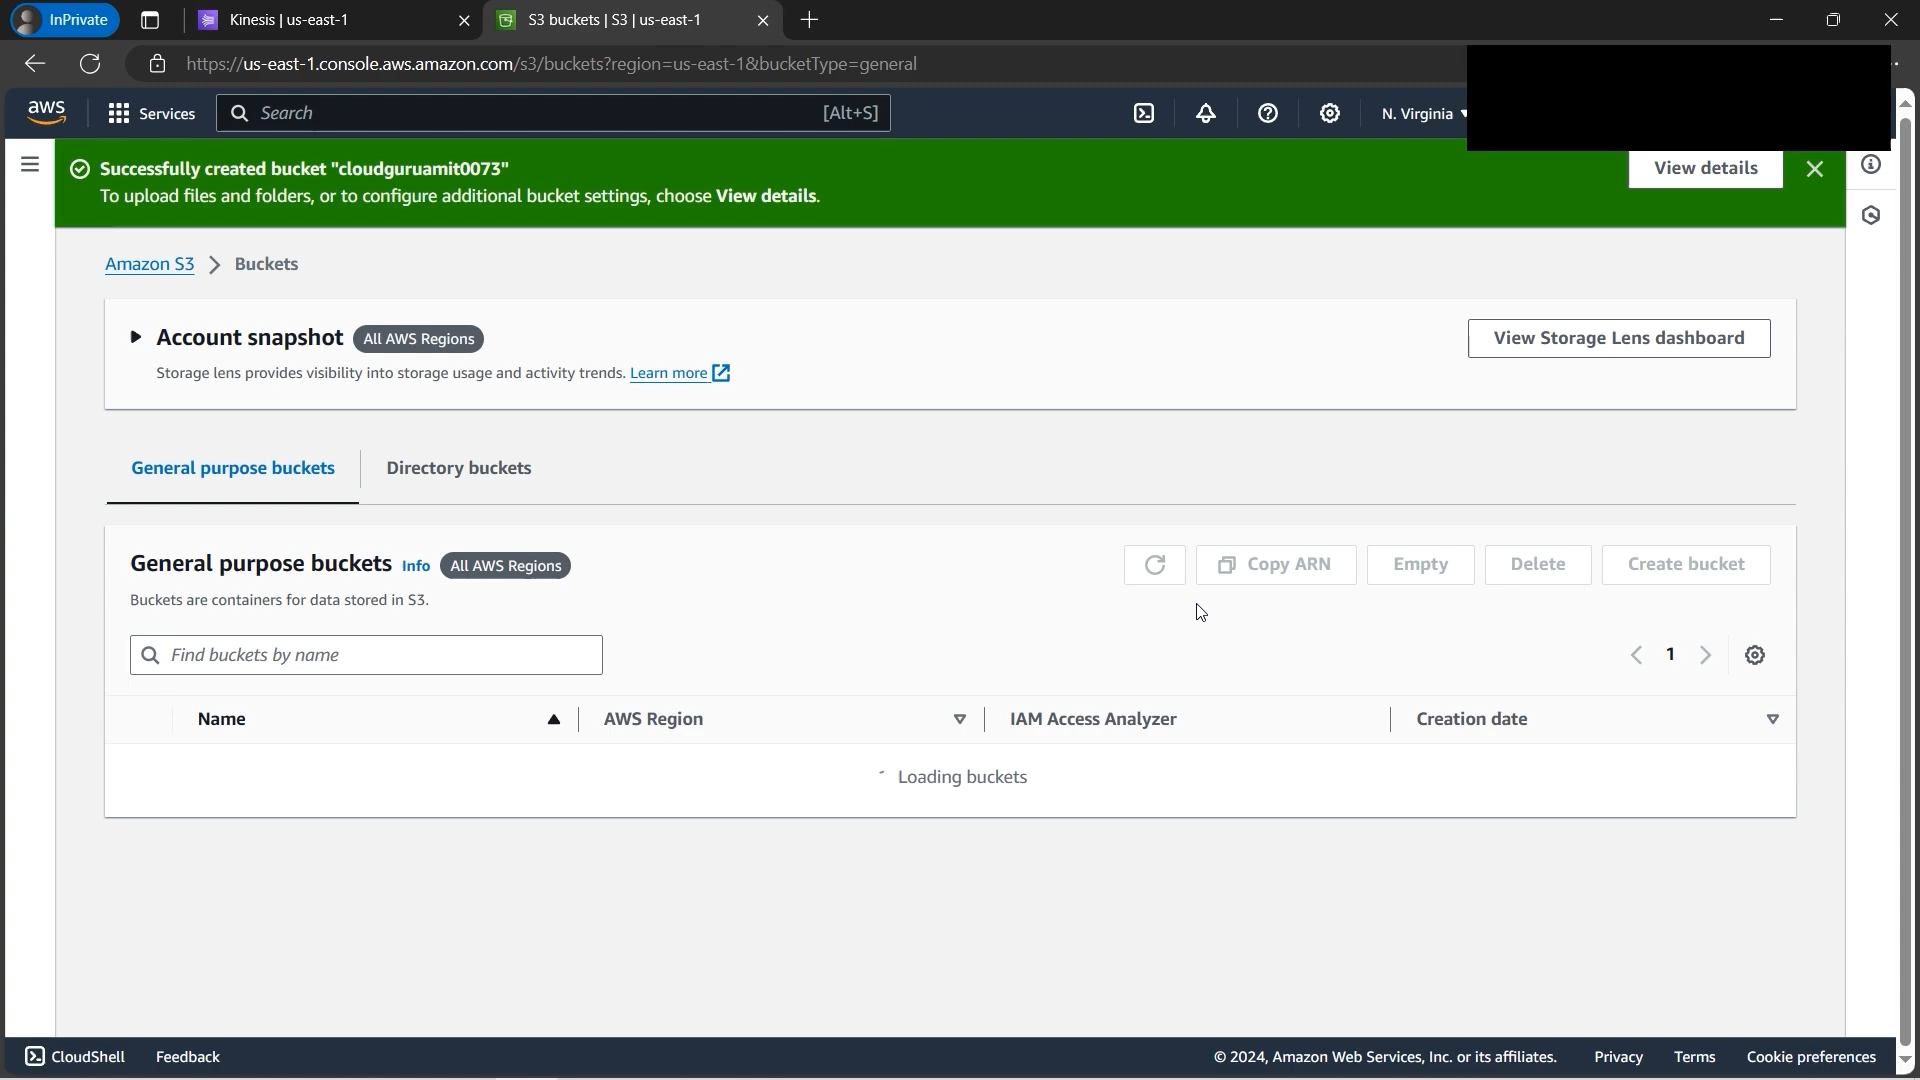 InPrivate
Kinesis | us-east-1
S3 buckets | S3 | us-east-1
https://us-east-1.console.aws.amazon.com/s3/buckets?region=us-east-1&bucketType=general
aws
Services
Search
[Alt+S]
N. Virginia
Successfully created bucket "cloudguruamit0073"
To upload files and folders, or to configure additional bucket settings, choose View details.
View details
Amazon S3 > Buckets
Account snapshot
All AWS Regions
View Storage Lens dashboard
Storage lens provides visibility into storage usage and activity trends. Learn more
General purpose buckets
Directory buckets
General purpose buckets
Info
All AWS Regions
Copy ARN
Empty
Delete
Create bucket
Buckets are containers for data stored in S3.
Find buckets by name
1
Name
AWS Region
IAM Access Analyzer
Creation date
Loading buckets
CloudShell
Feedback
© 2024, Amazon Web Services, Inc. or its affiliates.
Privacy
Terms
Cookie preferences